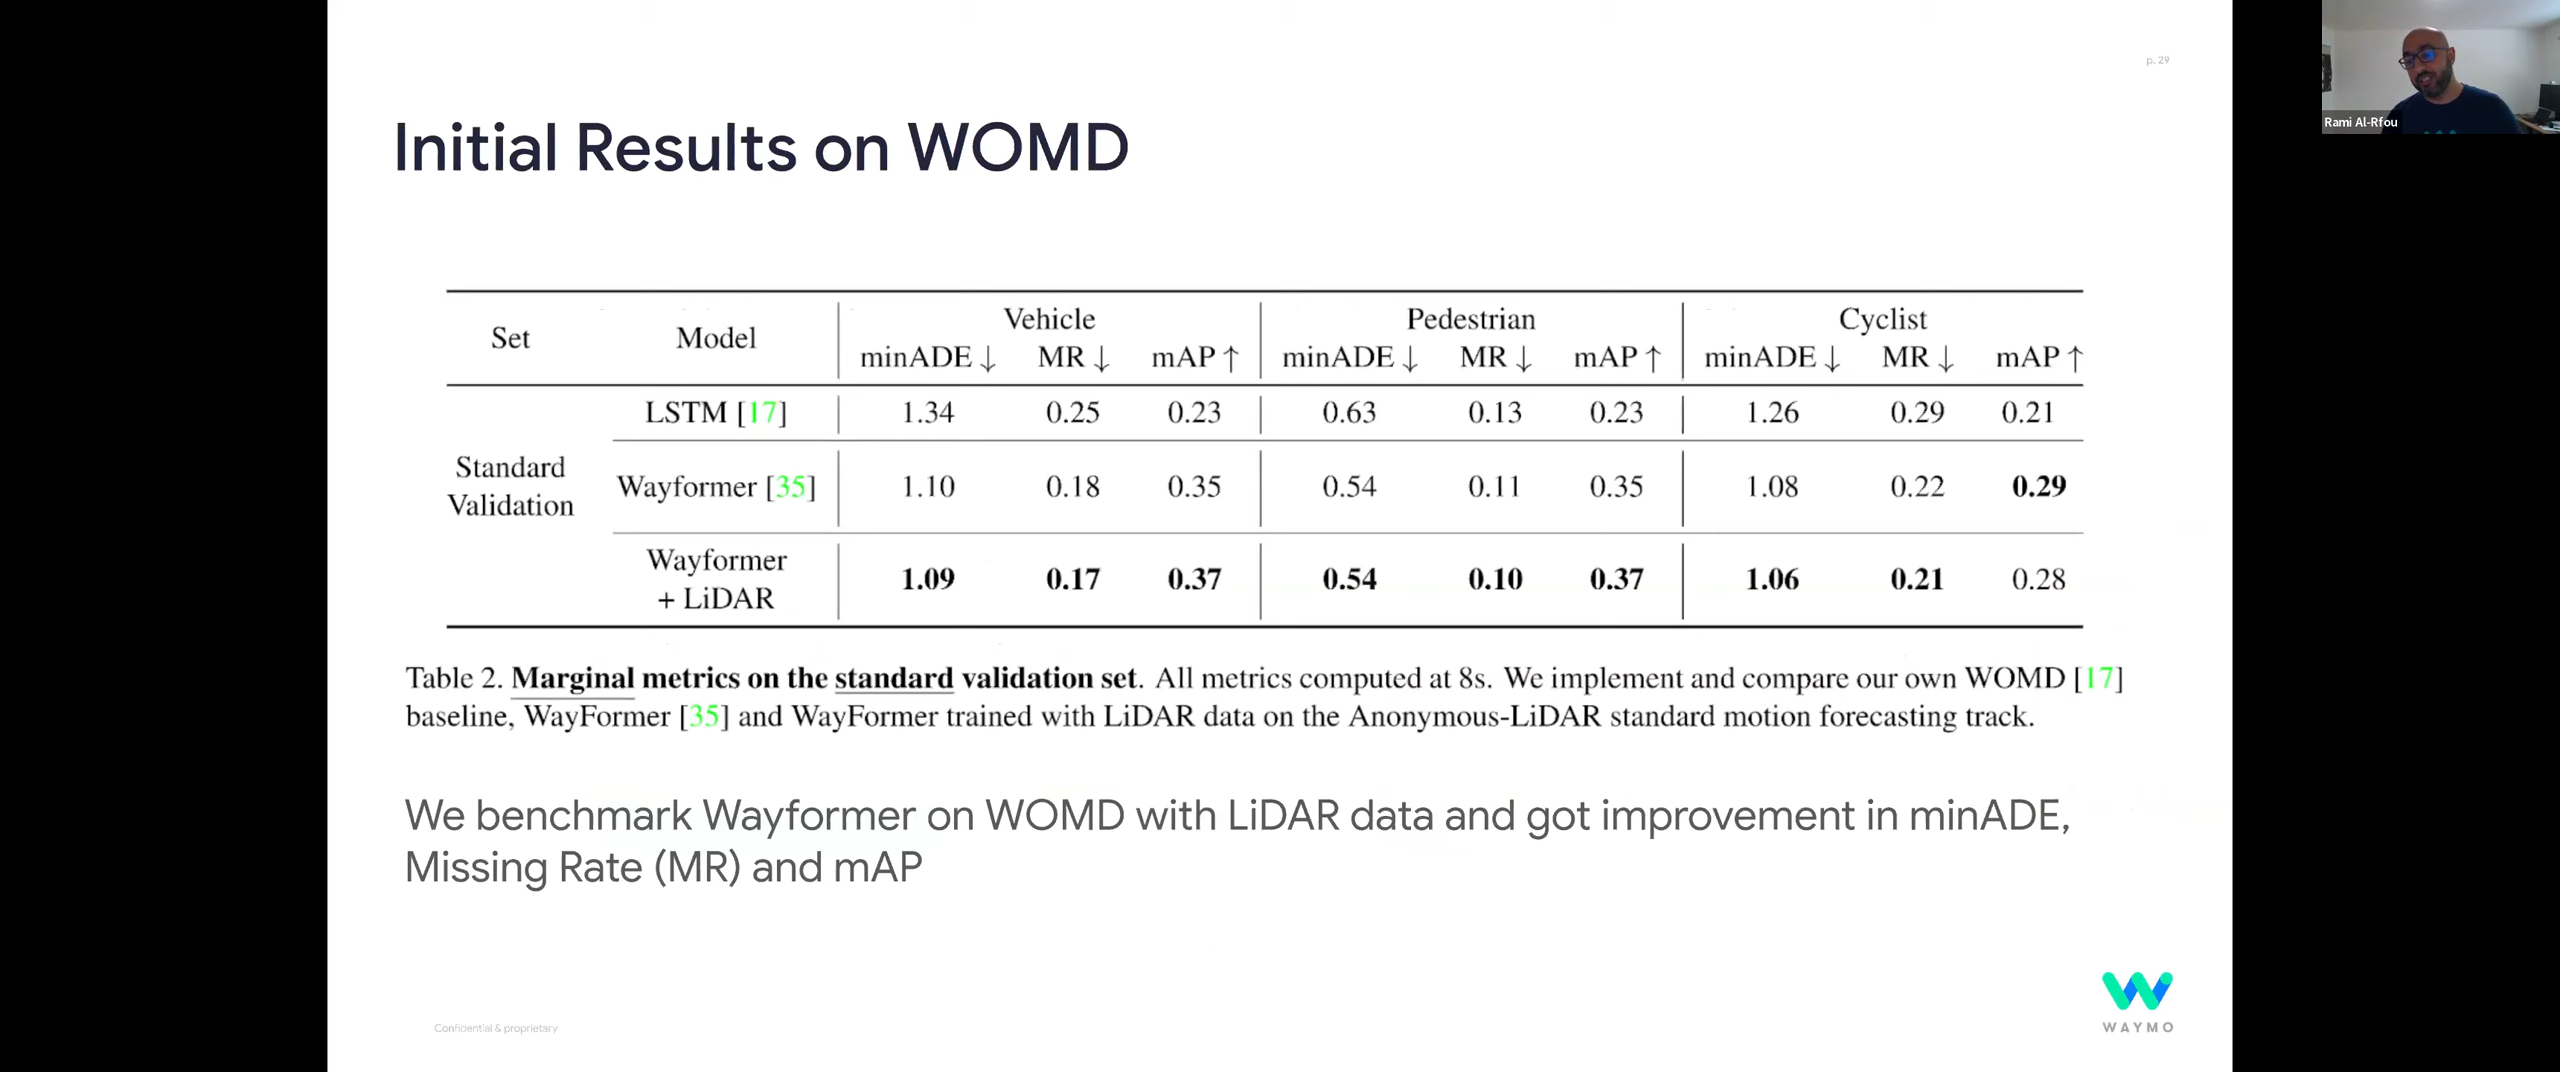 p. 29
Rami Al-Rfou
Initial Results on WOMD
Set Model Vehicle Pedestrian Cyclist
minADE ↓ MR ↓ mAP ↑ minADE ↓ MR ↓ mAP ↑ minADE ↓ MR ↓ mAP ↑
LSTM [17] 1.34 0.25 0.23 0.63 0.13 0.23 1.26 0.29 0.21
Standard
Validation
Wayformer [35] 1.10 0.18 0.35 0.54 0.11 0.35 1.08 0.22 0.29
Wayformer
+ LiDAR
1.09 0.17 0.37 0.54 0.10 0.37 1.06 0.21 0.28
Table 2. Marginal metrics on the standard validation set. All metrics computed at 8s. We implement and compare our own WOMD [17]
baseline, WayFormer [35] and WayFormer trained with LiDAR data on the Anonymous-LiDAR standard motion forecasting track.
We benchmark Wayformer on WOMD with LiDAR data and got improvement in minADE,
Missing Rate (MR) and mAP
Confidential & proprietary
WAYMO